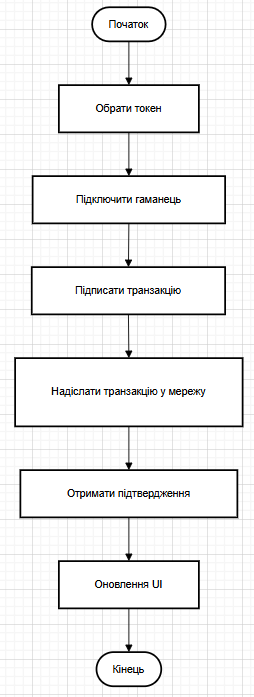 Початок
Обрати токен
Підключити гаманець
Підписати транзакцію
Надіслати транзакцію у мережу
Отримати підтвердження
Оновлення UI
Кінець